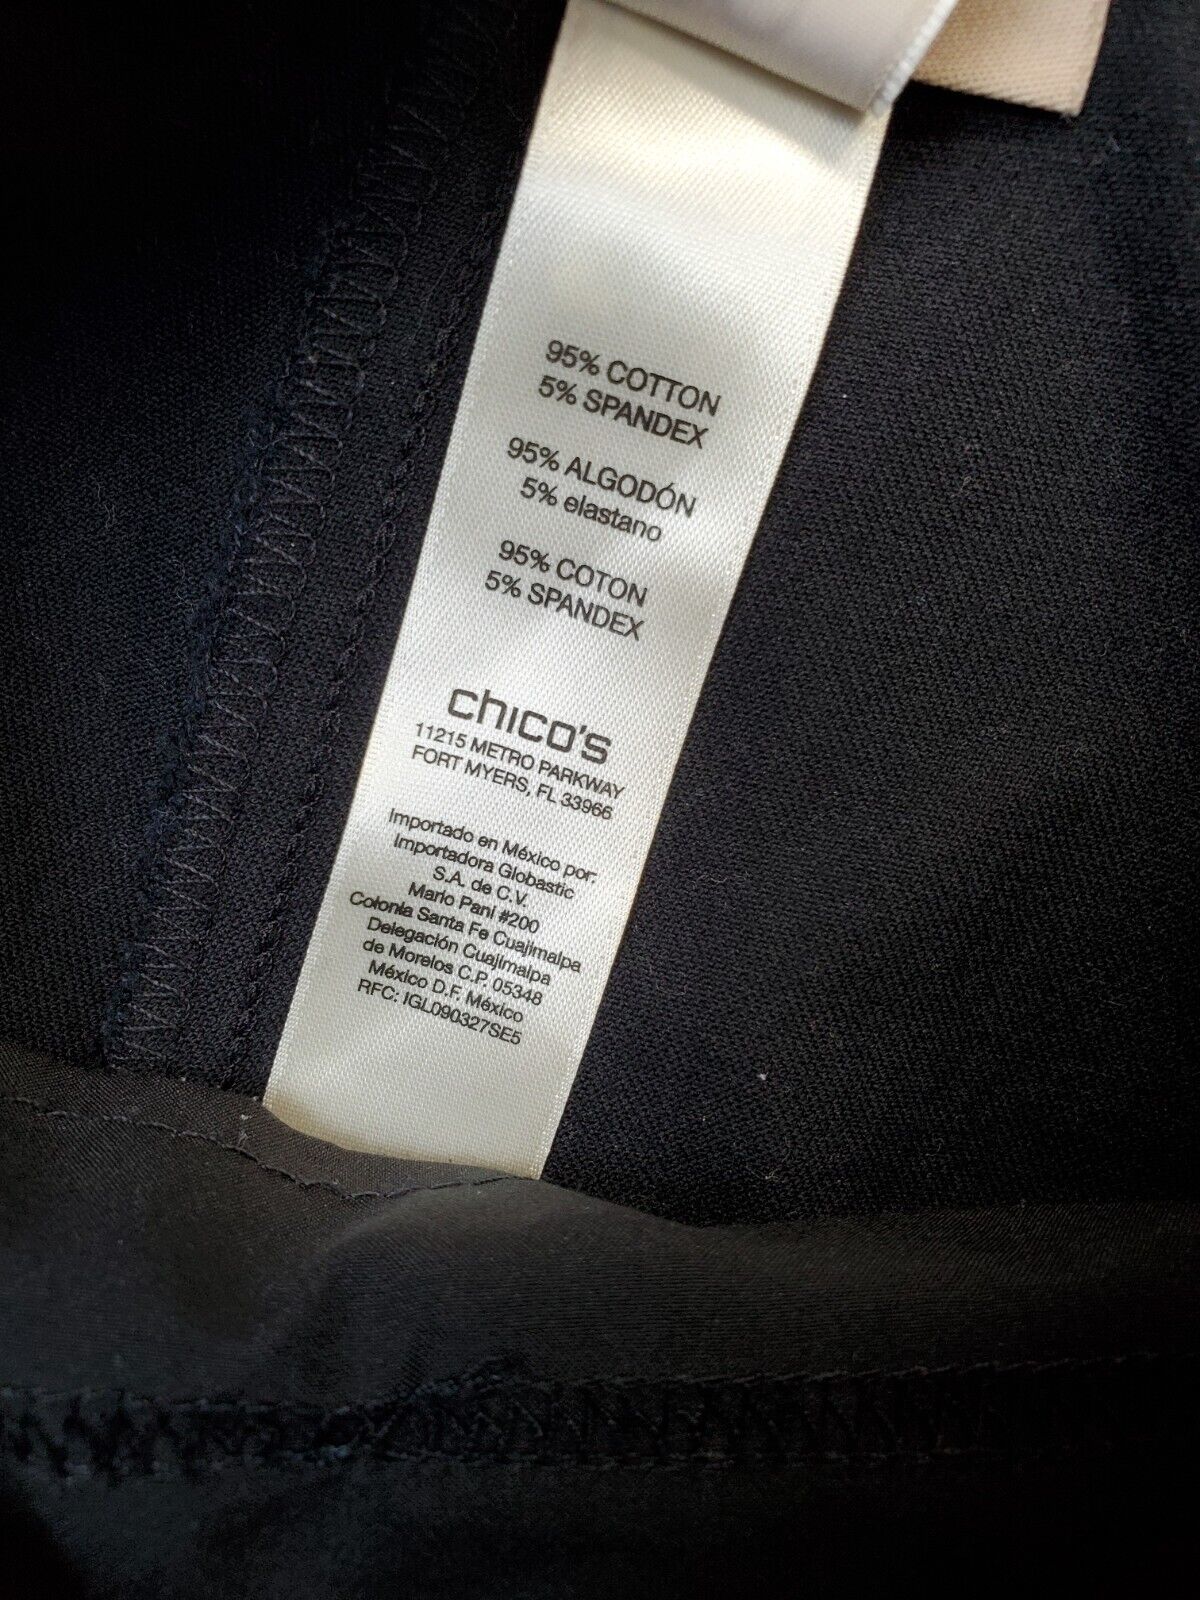 95% COTTON
5% SPANDEX
95% ALGODÓN
5% elastano
95% COTON
5% SPANDEX
chico's
11215 METRO PARKWAY
FORT MYERS, FL 33966
Importado en México por:
Importadora Globastic
S.A. de C.V.
Mario Pani #200
Colonia Santa Fe Cuajimalpa
Delegación Cuajimalpa
de Morelos C.P. 05348
México D.F. México
RFC: IGL090327SE5